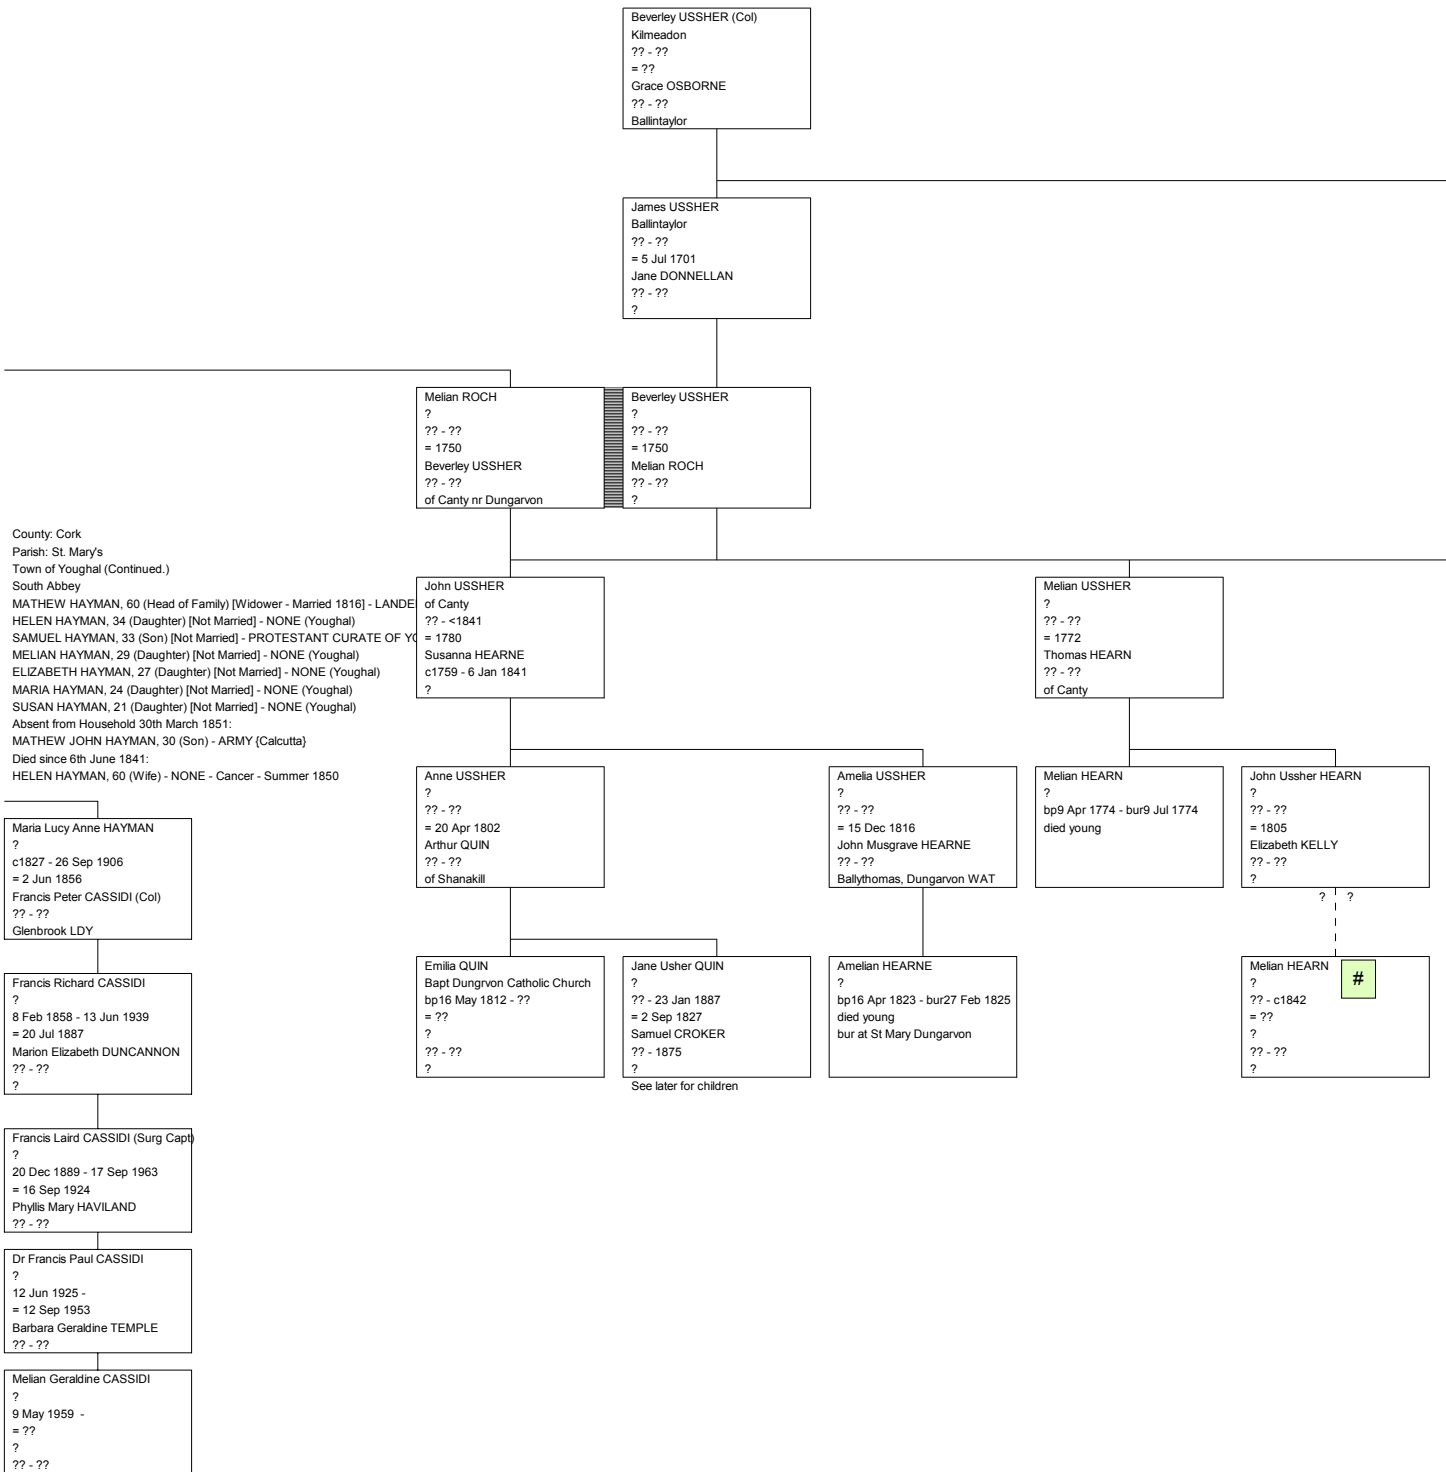 Beverley USSHER (Col)
Kilmeadon
?? - ??
= ??
Grace OSBORNE
?? - ??
Ballintaylor
James USSHER
Ballintaylor
?? - ??
= 5 Jul 1701
Jane DONNELLAN
?? - ??
?
Melian ROCH
?
?? - ??
= 1750
Beverley USSHER
?? - ??
of Canty nr Dungarvon
Beverley USSHER
?
?? - ??
= 1750
Melian ROCH
?? - ??
?
County: Cork
Parish: St. Mary's
Town of Youghal (Continued.)
South Abbey
MATHEW HAYMAN, 60 (Head of Family) [Widower - Married 1816] - LANDE
HELEN HAYMAN, 34 (Daughter) [Not Married] - NONE (Youghal)
SAMUEL HAYMAN, 33 (Son) [Not Married] - PROTESTANT CURATE OF YO
MELIAN HAYMAN, 29 (Daughter) [Not Married] - NONE (Youghal)
ELIZABETH HAYMAN, 27 (Daughter) [Not Married] - NONE (Youghal)
MARIA HAYMAN, 24 (Daughter) [Not Married] - NONE (Youghal)
SUSAN HAYMAN, 21 (Daughter) [Not Married] - NONE (Youghal)
Absent from Household 30th March 1851:
MATHEW JOHN HAYMAN, 30 (Son) - ARMY {Calcutta}
Died since 6th June 1841:
HELEN HAYMAN, 60 (Wife) - NONE - Cancer - Summer 1850
John USSHER
of Canty
?? - <1841
= 1780
Susanna HEARNE
c1759 - 6 Jan 1841
?
Melian USSHER
?
?? - ??
= 1772
Thomas HEARN
?? - ??
of Canty
Anne USSHER
?
?? - ??
= 20 Apr 1802
Arthur QUIN
?? - ??
of Shanakill
Amelia USSHER
?
?? - ??
= 15 Dec 1816
John Musgrave HEARNE
?? - ??
Ballythomas, Dungarvon WAT
Melian HEARN
?
bp9 Apr 1774 - bur9 Jul 1774
died young
John Ussher HEARN
?
?? - ??
= 1805
Elizabeth KELLY
?? - ??
?
? ?
Maria Lucy Anne HAYMAN
?
c1827 - 26 Sep 1906
= 2 Jun 1856
Francis Peter CASSIDI (Col)
?? - ??
Glenbrook LDY
Emilia QUIN
Bapt Dungrvon Catholic Church
bp16 May 1812 - ??
= ??
?
?? - ??
?
Jane Usher QUIN
?
?? - 23 Jan 1887
= 2 Sep 1827
Samuel CROKER
?? - 1875
?
See later for children
Amelian HEARNE
?
bp16 Apr 1823 - bur27 Feb 1825
died young
bur at St Mary Dungarvon
Melian HEARN
#
?
?? - c1842
= ??
?
?? - ??
?
Francis Richard CASSIDI
?
8 Feb 1858 - 13 Jun 1939
= 20 Jul 1887
Marion Elizabeth DUNCANNON
?? - ??
?
Francis Laird CASSIDI (Surg Capt)
?
20 Dec 1889 - 17 Sep 1963
= 16 Sep 1924
Phyllis Mary HAVILAND
?? - ??
Dr Francis Paul CASSIDI
?
12 Jun 1925 -
= 12 Sep 1953
Barbara Geraldine TEMPLE
?? - ??
Melian Geraldine CASSIDI
?
9 May 1959 -
= ??
?
?? - ??